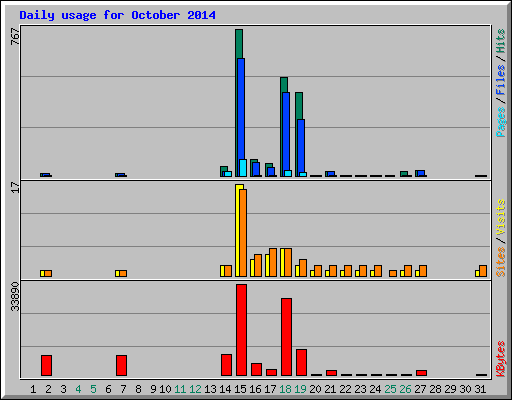 Daily usage for October 2014
767
Pages / Files / Hits
17
Sites / Visits
33890
KBytes
1 2 3 4 5 6 7 8 9 10 11 12 13 14 15 16 17 18 19 20 21 22 23 24 25 26 27 28 29 30 31